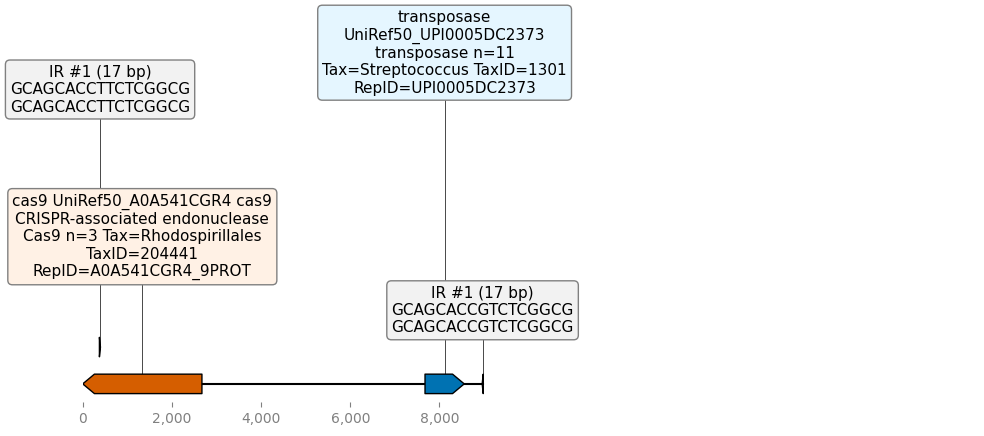 transposase
UniRef50_UPI0005DC2373
transposase n=11
Tax=Streptococcus TaxID=1301
RepID=UPI0005DC2373
IR #1 (17 bp)
GCAGCACCTTCTCGGCG
GCAGCACCTTCTCGGCG
cas9 UniRef50_A0A541CGR4 cas9
CRISPR-associated endonuclease
Cas9 n=3 Tax=Rhodospirillales
TaxID=204441
RepID=A0A541CGR4_9PROT
IR #1 (17 bp)
GCAGCACCGTCTCGGCG
GCAGCACCGTCTCGGCG
0 2,000 4,000 6,000 8,000